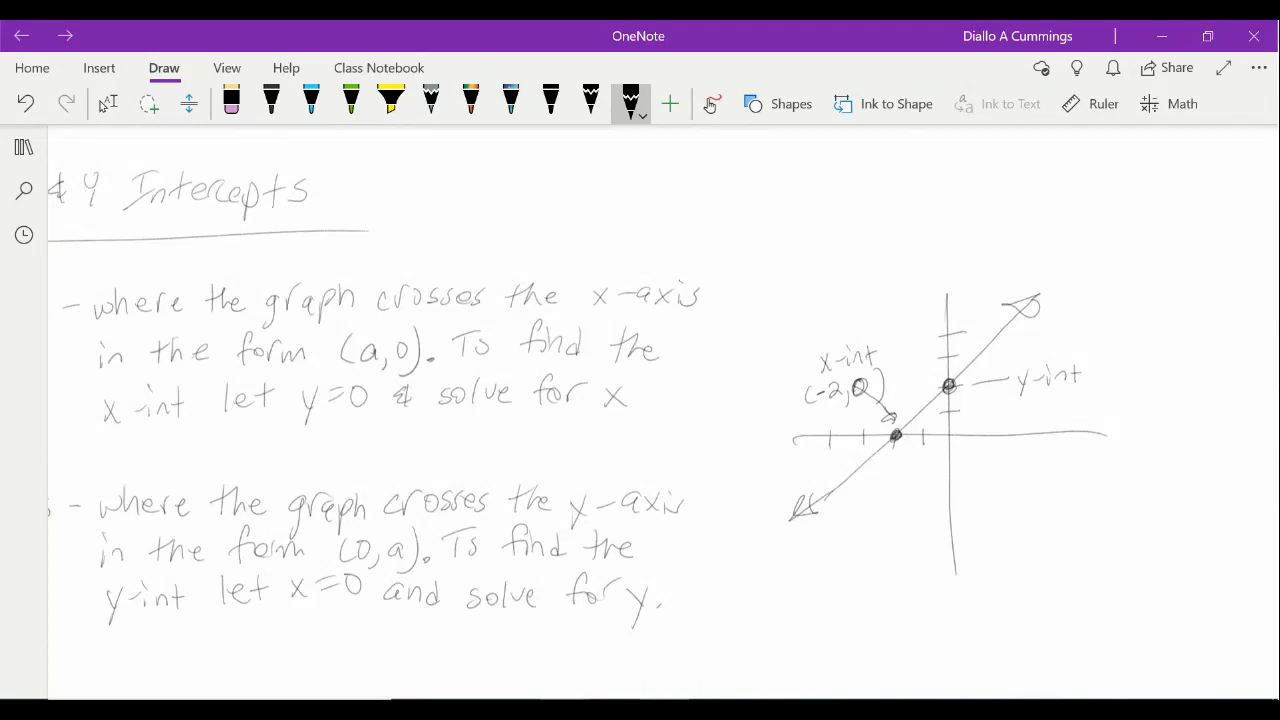 OneNote
Diallo A Cummings
Home Insert Draw View Help Class Notebook Share
Shapes Ink to Shape Ink to Text Ruler Math
& Y Intercepts
- where the graph crosses the x-axis
in the form (a,0). To find the
x-int let y=0 & solve for x
s - where the graph crosses the y-axis
in the form (0,a). To find the
y-int let x=0 and solve for y.
x-int
(-2,0)
y-int